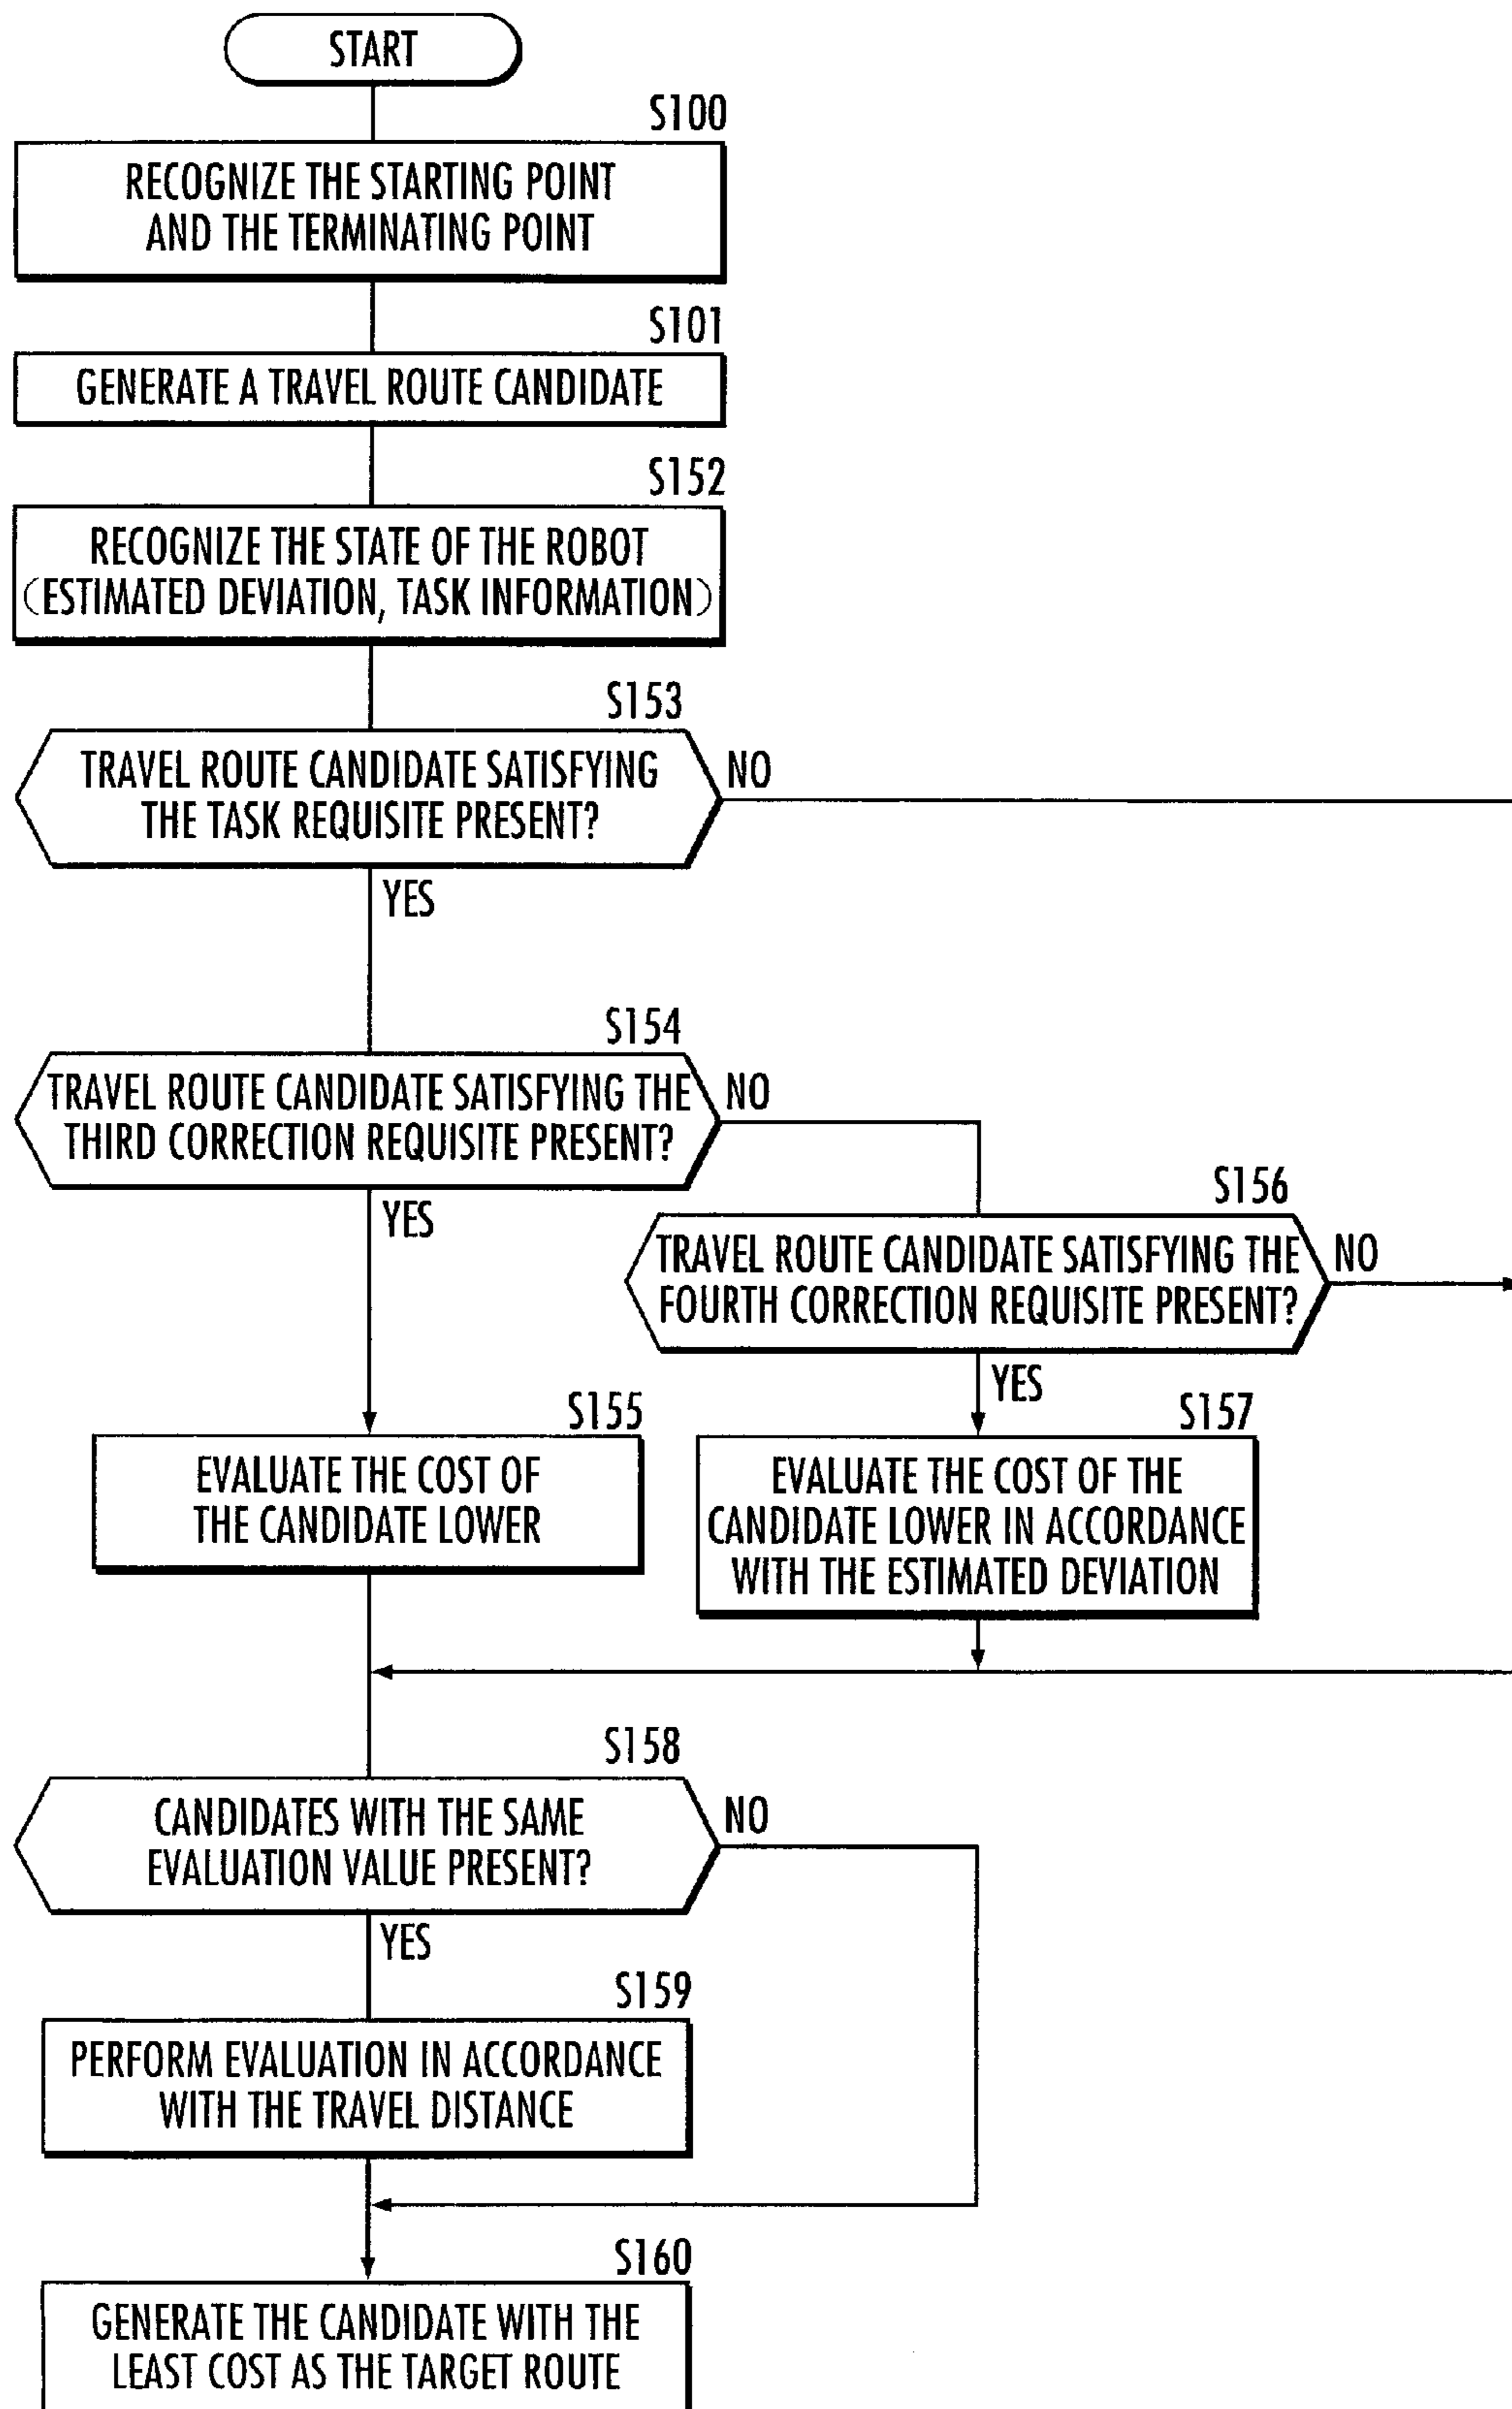 START
S100
RECOGNIZE THE STARTING POINT
AND THE TERMINATING POINT
S101
GENERATE A TRAVEL ROUTE CANDIDATE
S152
RECOGNIZE THE STATE OF THE ROBOT
(ESTIMATED DEVIATION, TASK INFORMATION)
S153
TRAVEL ROUTE CANDIDATE SATISFYING
THE TASK REQUISITE PRESENT?
NO
YES
S154
TRAVEL ROUTE CANDIDATE SATISFYING THE
THIRD CORRECTION REQUISITE PRESENT?
NO
YES
S156
TRAVEL ROUTE CANDIDATE SATISFYING THE
FOURTH CORRECTION REQUISITE PRESENT?
NO
YES
S155
EVALUATE THE COST OF
THE CANDIDATE LOWER
S157
EVALUATE THE COST OF THE
CANDIDATE LOWER IN ACCORDANCE
WITH THE ESTIMATED DEVIATION
S158
CANDIDATES WITH THE SAME
EVALUATION VALUE PRESENT?
NO
YES
S159
PERFORM EVALUATION IN ACCORDANCE
WITH THE TRAVEL DISTANCE
S160
GENERATE THE CANDIDATE WITH THE
LEAST COST AS THE TARGET ROUTE